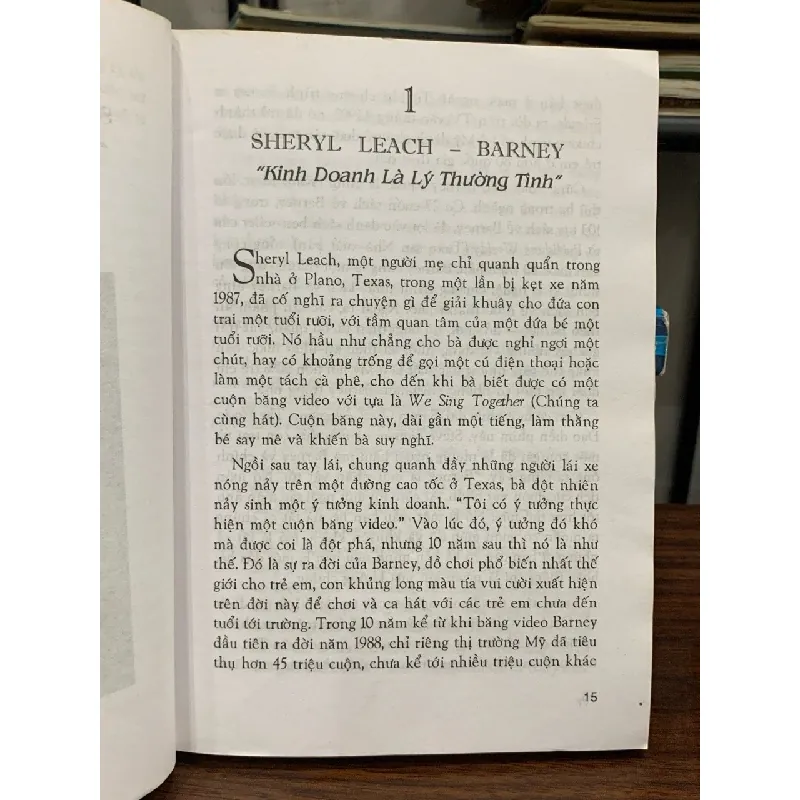 1
SHERYL LEACH – BARNEY
"Kinh Doanh Là Lý Thường Tình"
Sheryl Leach, một người mẹ chỉ quanh quẩn trong
nhà ở Plano, Texas, trong một lần bị kẹt xe năm
1987, đã cố nghĩ ra chuyện gì để giải khuây cho đứa con
trai một tuổi rưỡi, với tầm quan tâm của một đứa bé một
tuổi rưỡi. Nó hầu như chẳng cho bà được nghỉ ngơi một
chút, hay có khoảng trống để gọi một cú điện thoại hoặc
làm một tách cà phê, cho đến khi bà biết được có một
cuộn băng video với tựa là We Sing Together (Chúng ta
cùng hát). Cuộn băng này, dài gần một tiếng, làm thằng
bé say mê và khiến bà suy nghĩ.
Ngồi sau tay lái, chung quanh đầy những người lái xe
nóng nảy trên một đường cao tốc ở Texas, bà đột nhiên
nảy sinh một ý tưởng kinh doanh. "Tôi có ý tưởng thực
hiện một cuộn băng video." Vào lúc đó, ý tưởng đó khó
mà được coi là đột phá, nhưng 10 năm sau thì nó là như
thế. Đó là sự ra đời của Barney, đồ chơi phổ biến nhất thế
giới cho trẻ em, con khủng long màu tía vui cười xuất hiện
trên đời này để chơi và ca hát với các trẻ em chưa đến
tuổi tới trường. Trong 10 năm kể từ khi băng video Barney
đầu tiên ra đời năm 1988, chỉ riêng thị trường Mỹ đã tiêu
thụ hơn 45 triệu cuộn, chưa kể tới nhiều triệu cuộn khác
15